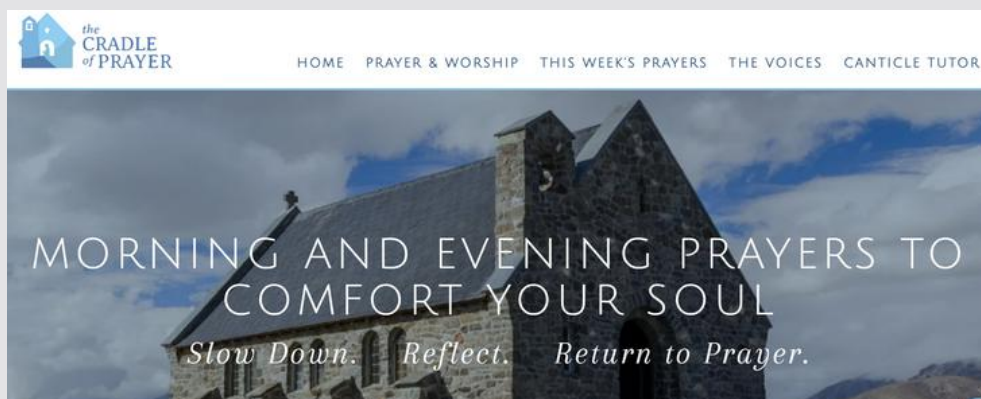 the
CRADLE
of PRAYER
HOME PRAYER & WORSHIP THIS WEEK'S PRAYERS THE VOICES CANTICLE TUTOR
MORNING AND EVENING PRAYERS TO
COMFORT YOUR SOUL
Slow Down. Reflect. Return to Prayer.